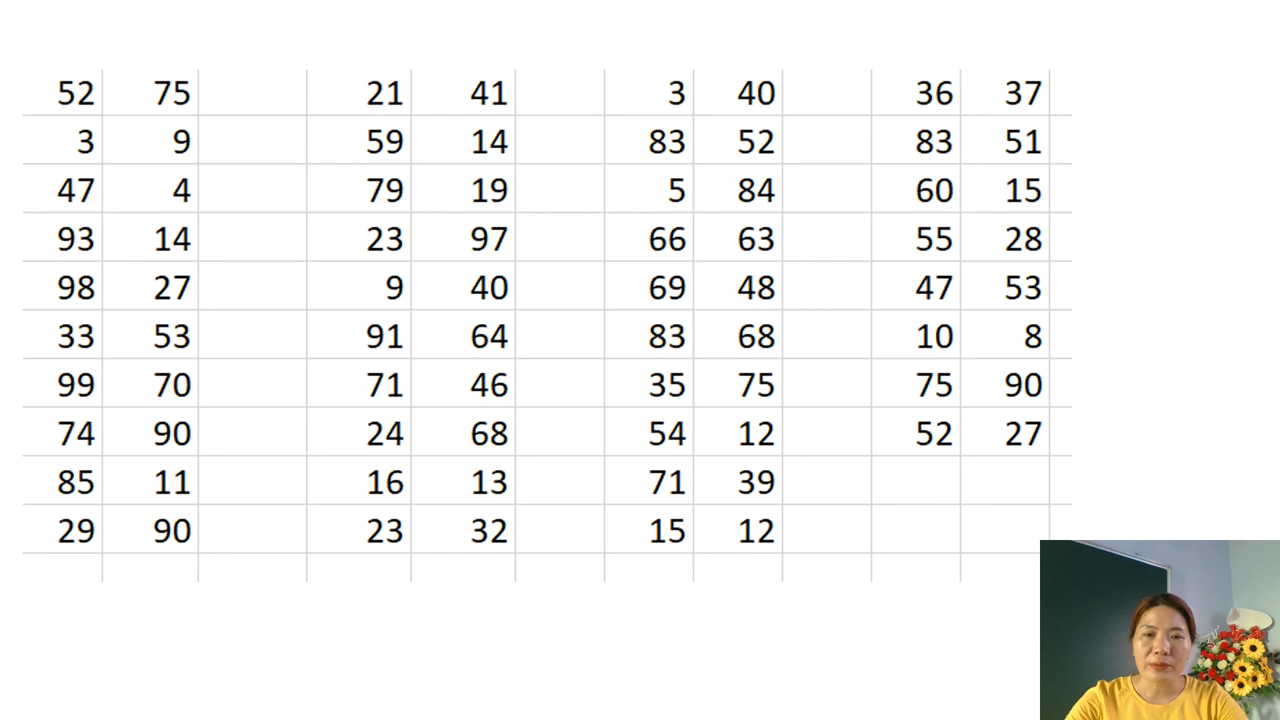 52 75 21 41 3 40 36 37
3 9 59 14 83 52 83 51
47 4 79 19 5 84 60 15
93 14 23 97 66 63 55 28
98 27 9 40 69 48 47 53
33 53 91 64 83 68 10 8
99 70 71 46 35 75 75 90
74 90 24 68 54 12 52 27
85 11 16 13 71 39
29 90 23 32 15 12